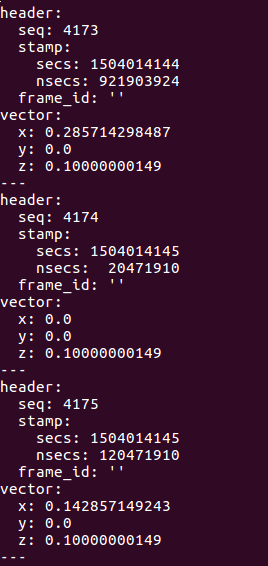 header:
  seq: 4173
  stamp:
    secs: 1504014144
    nsecs: 921903924
  frame_id: ''
vector:
  x: 0.285714298487
  y: 0.0
  z: 0.10000000149
---
header:
  seq: 4174
  stamp:
    secs: 1504014145
    nsecs:  20471910
  frame_id: ''
vector:
  x: 0.0
  y: 0.0
  z: 0.10000000149
---
header:
  seq: 4175
  stamp:
    secs: 1504014145
    nsecs: 120471910
  frame_id: ''
vector:
  x: 0.142857149243
  y: 0.0
  z: 0.10000000149
---